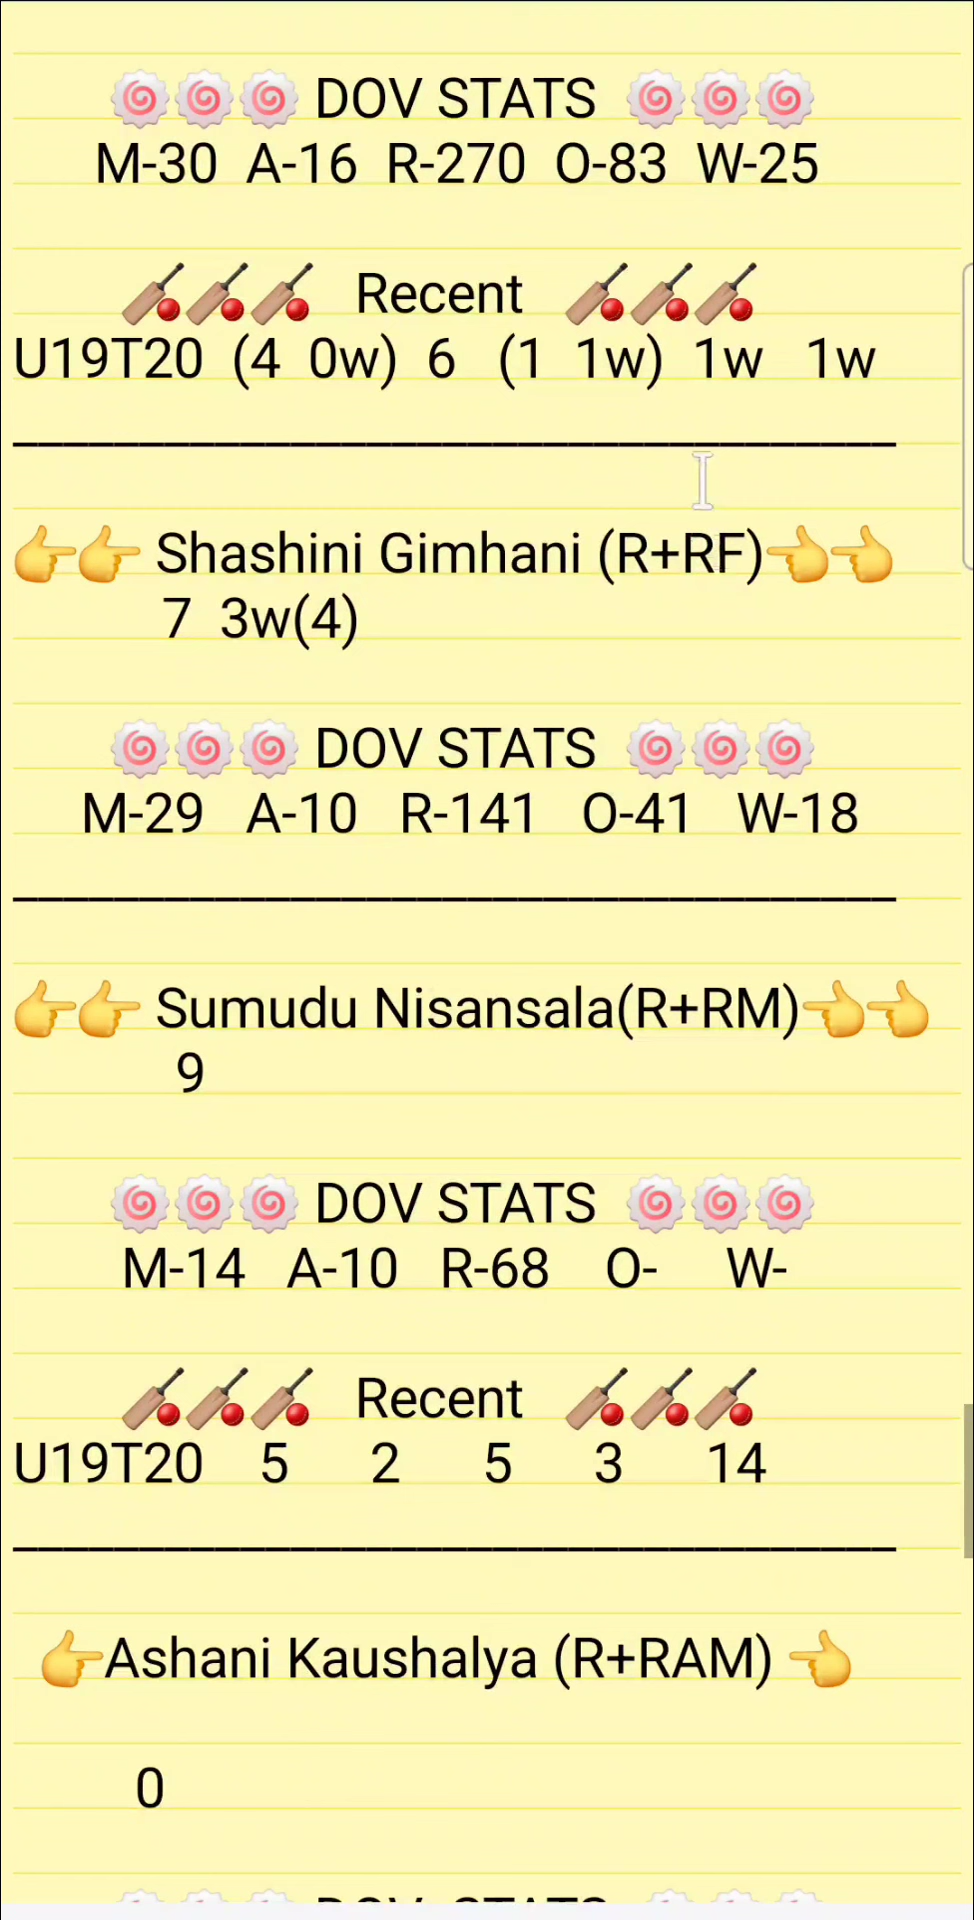 DOV STATS
M-30 A-16 R-270 O-83 W-25
Recent
U19T20 (4 0w) 6 (1 1w) 1w 1w
Shashini Gimhani (R+RF)
7 3w(4)
DOV STATS
M-29 A-10 R-141 O-41 W-18
Sumudu Nisansala(R+RM)
9
DOV STATS
M-14 A-10 R-68 O- W-
Recent
U19T20 5 2 5 3 14
Ashani Kaushalya (R+RAM)
0
DOV STATS